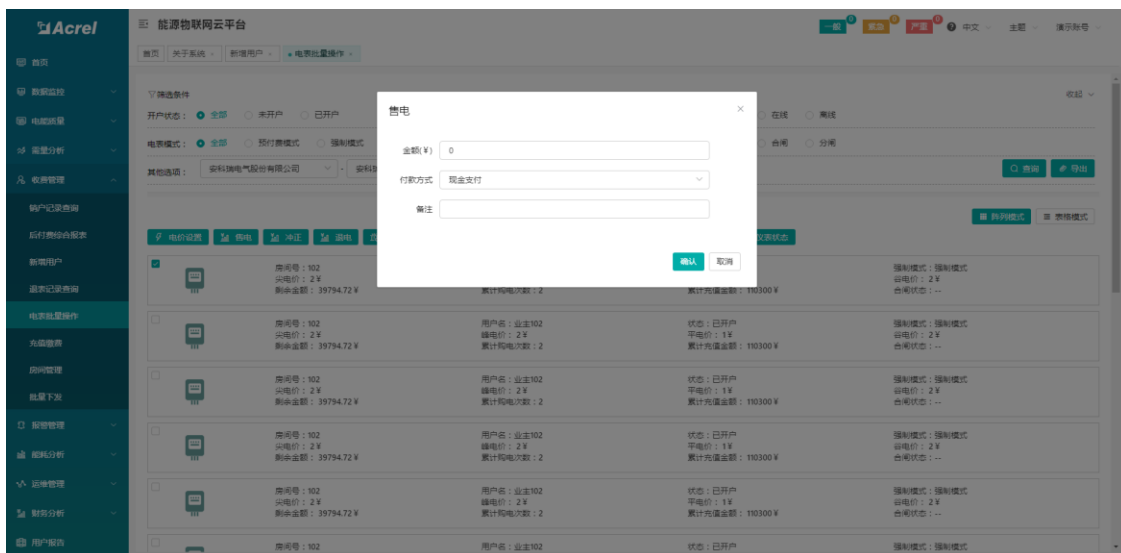 Acrel
能源物联网云平台
一般 0 紧急 0 严重 0 中文 主题 演示账号
首页 关于系统 新增用户 电表批量操作
首页
数据监控
电能质量
需量分析
收费管理
销户记录查询
后付费综合报表
新增用户
退款记录查询
电表批量操作
充值缴费
房间管理
批量下发
报警管理
能耗分析
运维管理
财务分析
用户报告
筛选条件 收起
开户状态： 全部 未开户 已开户 在线 离线
电表模式： 全部 预付费模式 强制模式 合闸 分闸
其他选项： 安科瑞电气股份有限公司 - 安科 查询 导出
阵列模式 表格模式
电价设置 售电 冲正 退电 仪表状态
售电
金额(￥) 0
付款方式 现金支付
备注
确认 取消
房间号：102 强制模式：强制模式
尖电价：2￥ 谷电价：2￥
剩余金额：39794.72￥ 累计购电次数：2 累计充值金额：110300￥ 合闸状态：--
房间号：102 用户名：业主102 状态：已开户 强制模式：强制模式
尖电价：2￥ 峰电价：2￥ 平电价：1￥ 谷电价：2￥
剩余金额：39794.72￥ 累计购电次数：2 累计充值金额：110300￥ 合闸状态：--
房间号：102 用户名：业主102 状态：已开户 强制模式：强制模式
尖电价：2￥ 峰电价：2￥ 平电价：1￥ 谷电价：2￥
剩余金额：39794.72￥ 累计购电次数：2 累计充值金额：110300￥ 合闸状态：--
房间号：102 用户名：业主102 状态：已开户 强制模式：强制模式
尖电价：2￥ 峰电价：2￥ 平电价：1￥ 谷电价：2￥
剩余金额：39794.72￥ 累计购电次数：2 累计充值金额：110300￥ 合闸状态：--
房间号：102 用户名：业主102 状态：已开户 强制模式：强制模式
尖电价：2￥ 峰电价：2￥ 平电价：1￥ 谷电价：2￥
剩余金额：39794.72￥ 累计购电次数：2 累计充值金额：110300￥ 合闸状态：--
房间号：102 用户名：业主102 状态：已开户 强制模式：强制模式